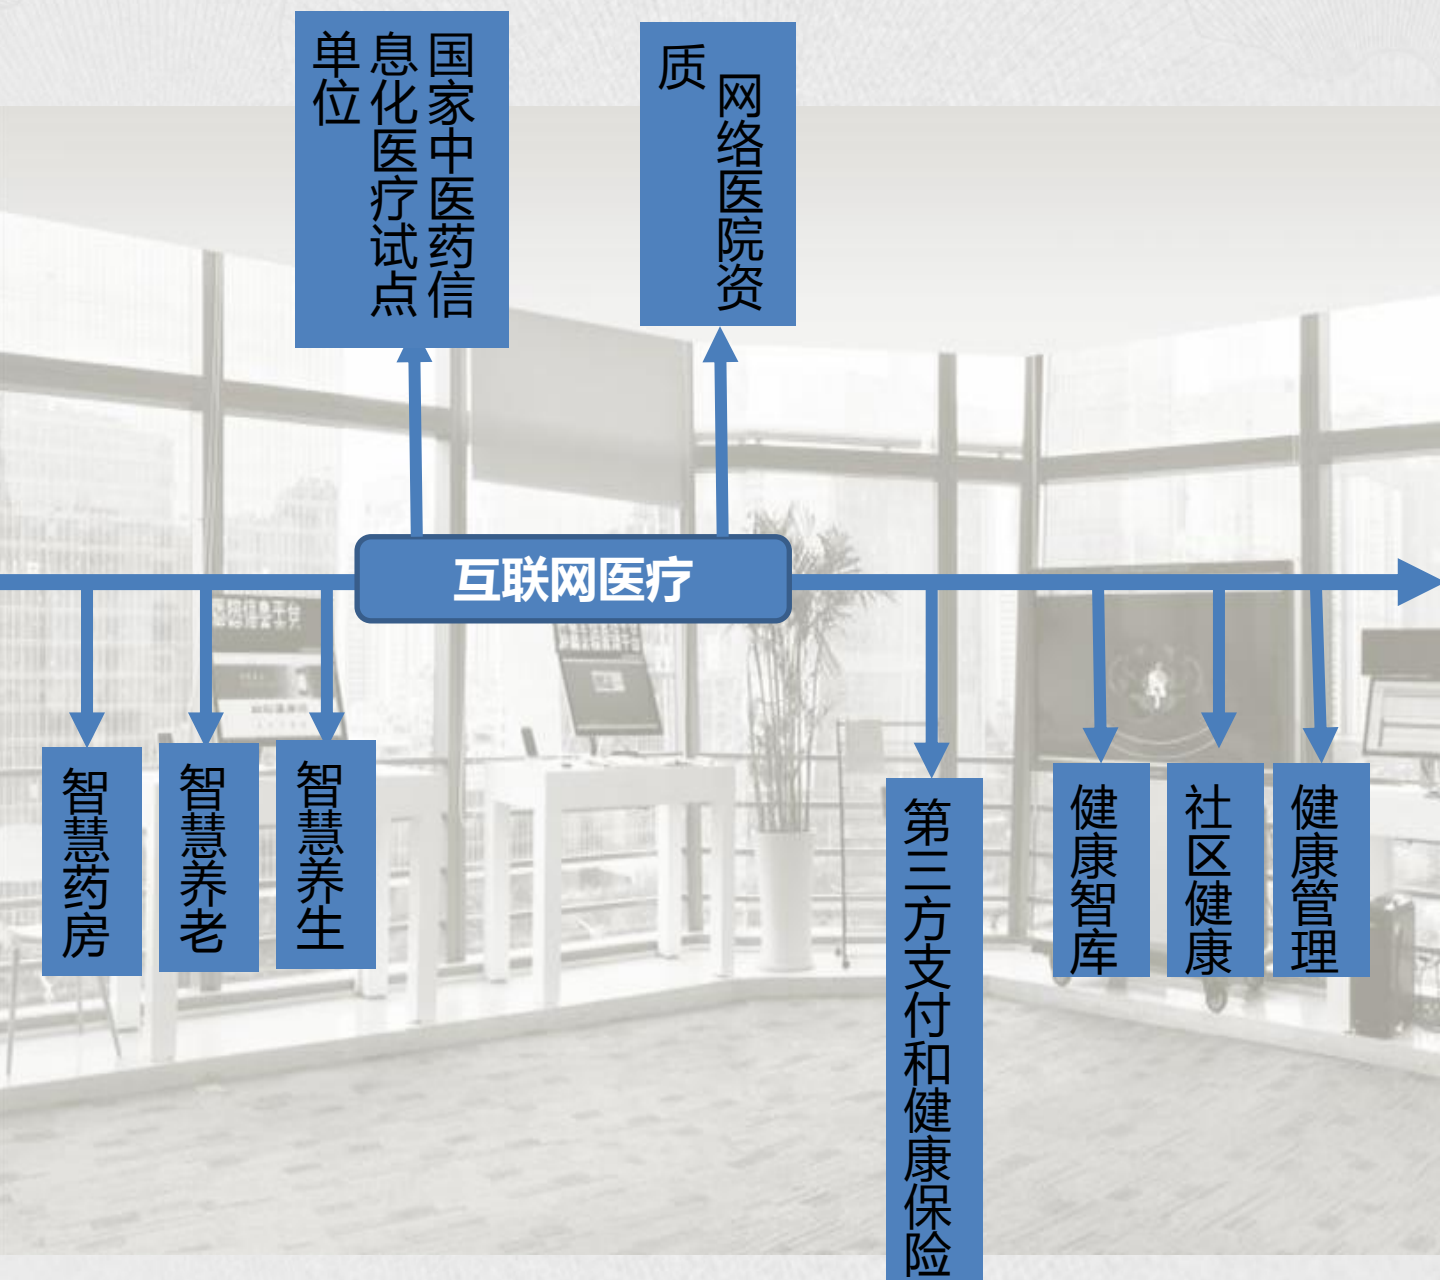 国家中医药信
息化医疗试点
单位
网络医院资
质
互联网医疗
智慧药房
智慧养老
智慧养生
第三方支付和健康保险
健康智库
社区健康
健康管理